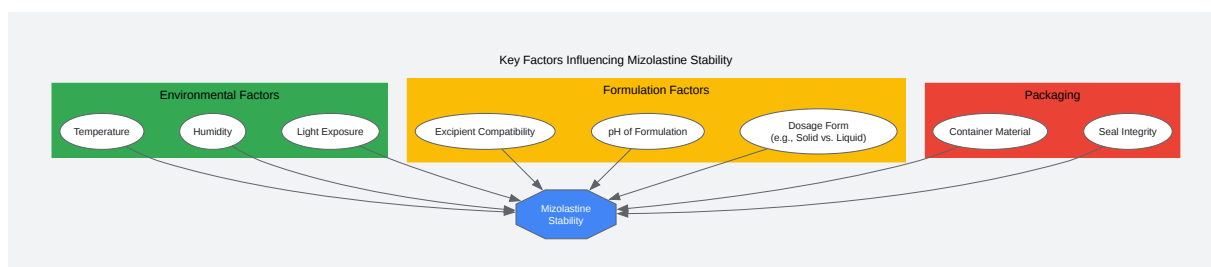 Key Factors Influencing Mizolastine Stability
Environmental Factors
Temperature
Humidity
Light Exposure
Formulation Factors
Excipient Compatibility
pH of Formulation
Dosage Form
(e.g., Solid vs. Liquid)
Packaging
Container Material
Seal Integrity
Mizolastine
Stability